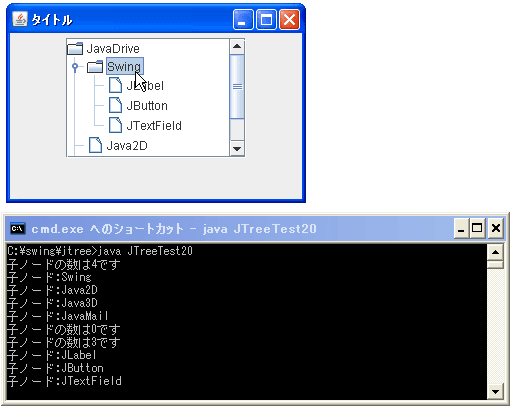 タイトル
JavaDrive
Swing
JLabel
JButton
JTextField
Java2D
cmd.exe へのショートカット - java JTreeTest20
C:¥swing¥jtree>java JTreeTest20
子ノードの数は4です
子ノード:Swing
子ノード:Java2D
子ノード:Java3D
子ノード:JavaMail
子ノードの数は0です
子ノードの数は3です
子ノード:JLabel
子ノード:JButton
子ノード:JTextField